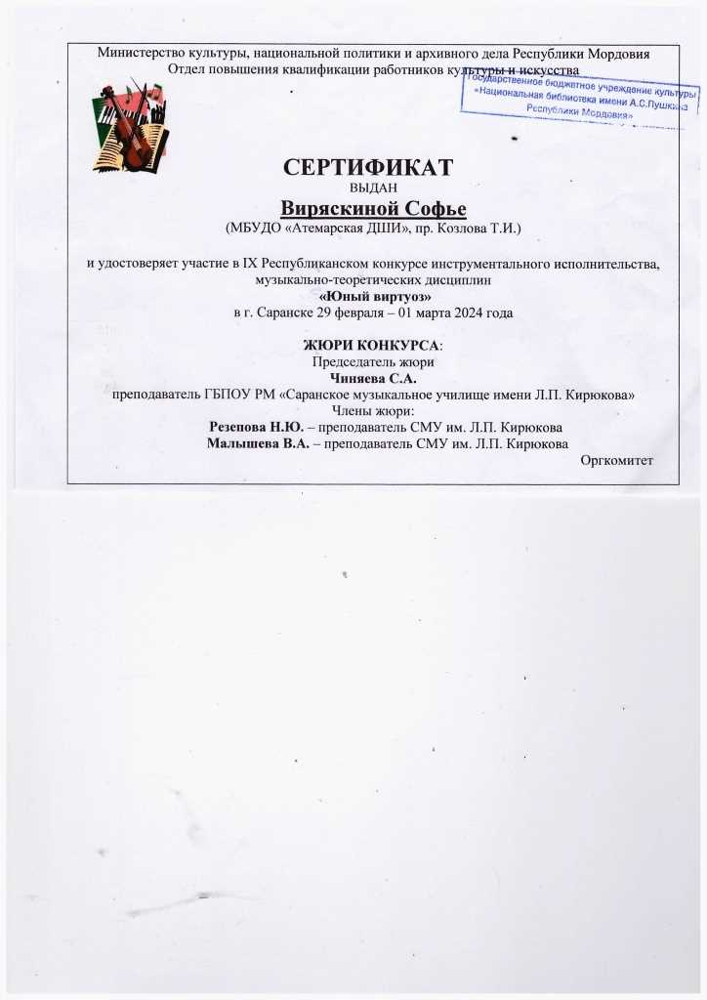 Министерство культуры, национальной политики и архивного дела Республики Мордовия
Отдел повышения квалификации работников культуры и искусства
Государственное бюджетное учреждение культуры
«Национальная библиотека имени А.С.Пушкина
Республики Мордовия»
СЕРТИФИКАТ
ВЫДАН
Виряскиной Софье
(МБУДО «Атемарская ДШИ», пр. Козлова Т.И.)
и удостоверяет участие в IX Республиканском конкурсе инструментального исполнительства,
музыкально-теоретических дисциплин
«Юный виртуоз»
в г. Саранске 29 февраля – 01 марта 2024 года
ЖЮРИ КОНКУРСА:
Председатель жюри
Чиняева С.А.
преподаватель ГБПОУ РМ «Саранское музыкальное училище имени Л.П. Кирюкова»
Члены жюри:
Резепова Н.Ю. – преподаватель СМУ им. Л.П. Кирюкова
Малышева В.А. – преподаватель СМУ им. Л.П. Кирюкова
Оргкомитет